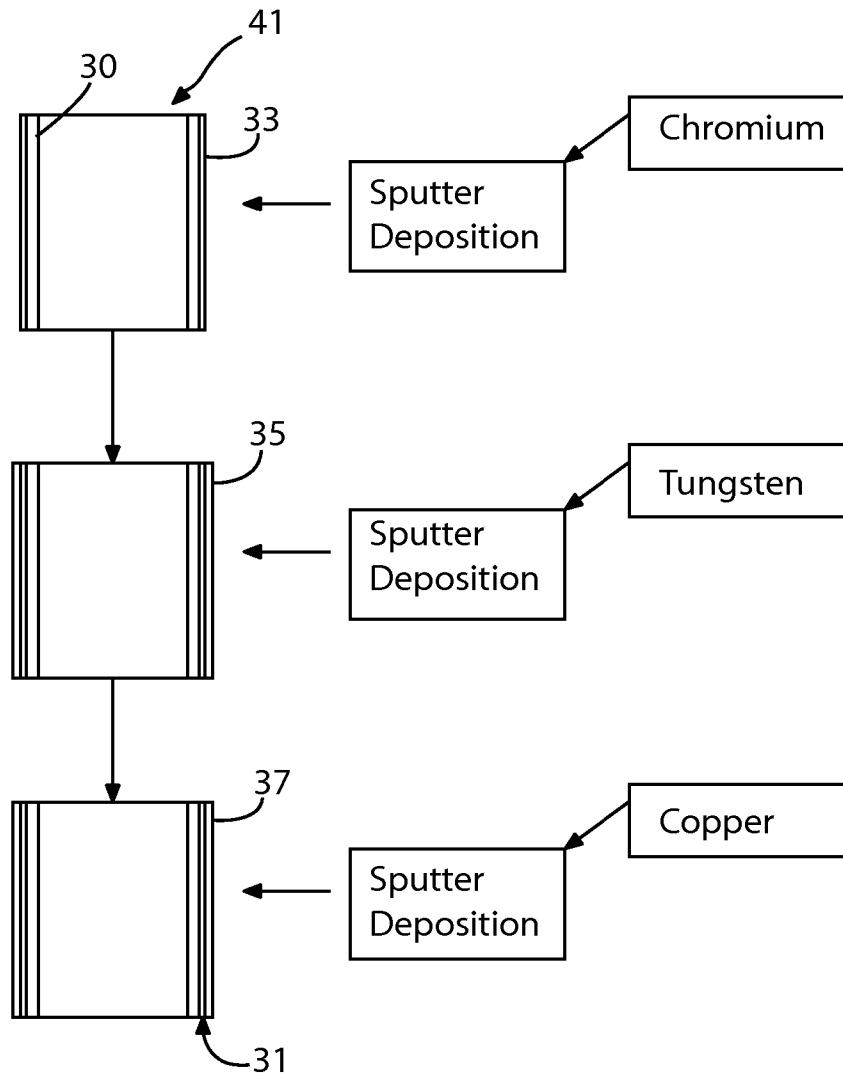 41
30
33
Chromium
Sputter
Deposition
35
Tungsten
Sputter
Deposition
37
Copper
Sputter
Deposition
31